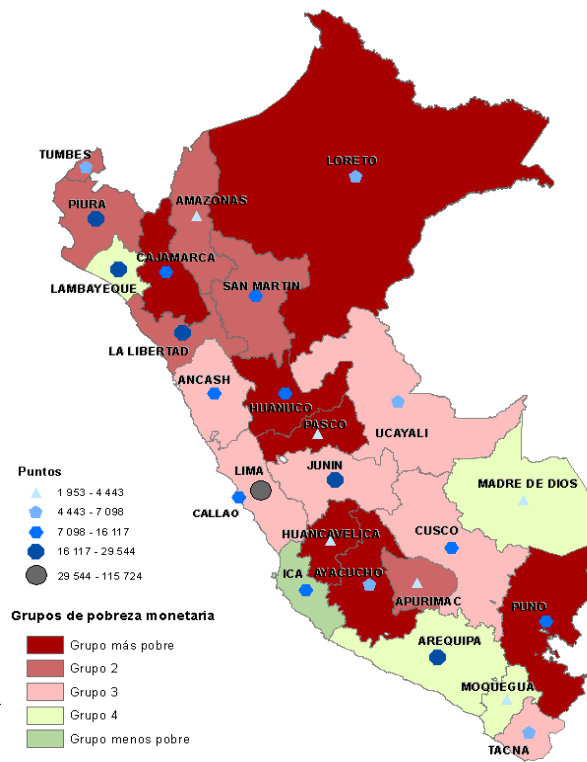 TUMBES
LORETO
PIURA
AMAZONAS
CAJAMARCA
LAMBAYEQUE
SAN MARTIN
LA LIBERTAD
ANCASH
HUANUCO
PASCO
UCAYALI
LIMA
JUNIN
MADRE DE DIOS
CALLAO
HUANCAVELICA
CUSCO
ICA
AYACUCHO
APURIMAC
PUNO
AREQUIPA
MOQUEGUA
TACNA
Puntos
1 953 - 4 443
4 443 - 7 098
7 098 - 16 117
16 117 - 29 544
29 544 - 115 724
Grupos de pobreza monetaria
Grupo más pobre
Grupo 2
Grupo 3
Grupo 4
Grupo menos pobre